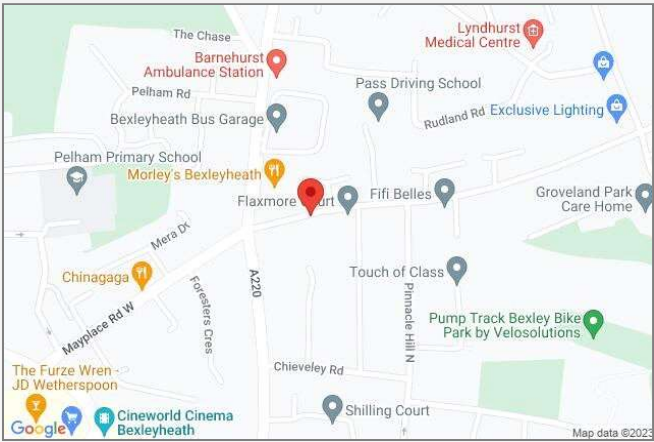 The Chase
Lyndhurst
Medical Centre
Barnehurst
Ambulance Station
Pass Driving School
Pelham Rd
Exclusive Lighting
Bexleyheath Bus Garage
Rudland Rd
Pelham Primary School
Morley's Bexleyheath
Flaxmore Court
Fifi Belles
Groveland Park
Care Home
Mera Dr
Chinagaga
A220
Touch of Class
Foresters Cres
Pinnacle Hill N
Mayplace Rd W
Pump Track Bexley Bike
Park by Velosolutions
Chieveley Rd
The Furze Wren -
JD Wetherspoon
Shilling Court
Cineworld Cinema
Bexleyheath
Google
Map data ©2023